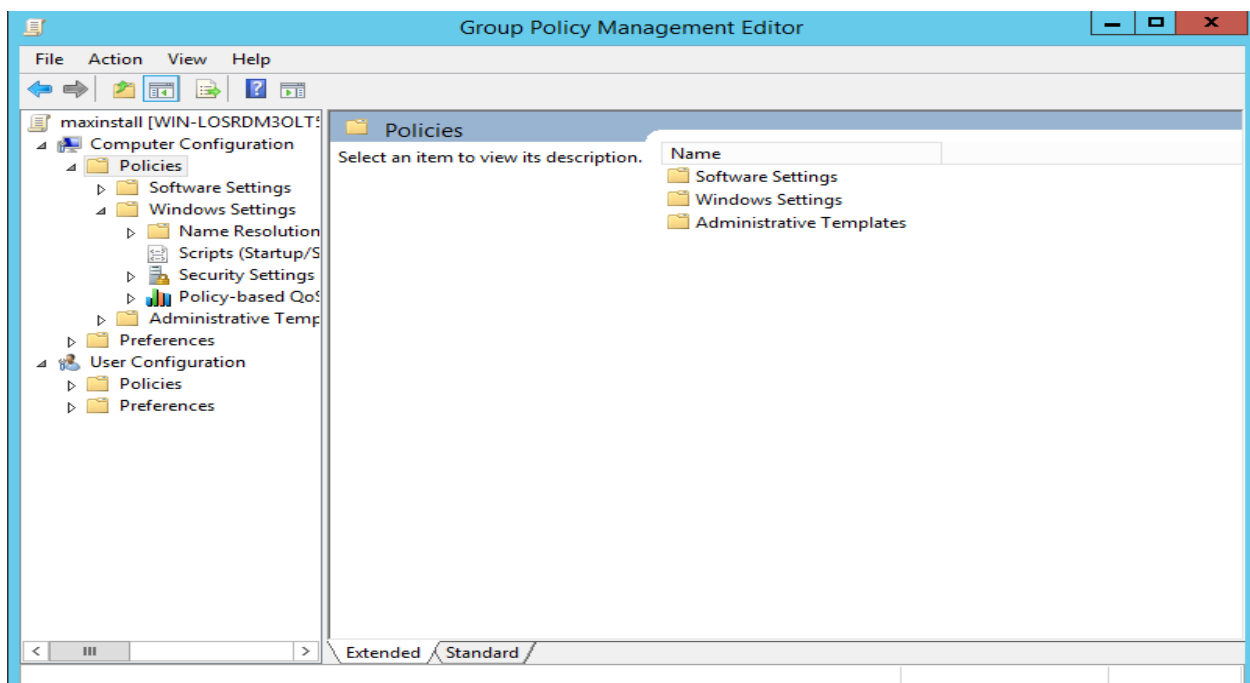 Group Policy Management Editor
File Action View Help
maxinstall [WIN-LOSRDM3OLT5
Computer Configuration
Policies
Software Settings
Windows Settings
Name Resolution
Scripts (Startup/S
Security Settings
Policy-based QoS
Administrative Temp
Preferences
User Configuration
Policies
Preferences
Policies
Select an item to view its description.
Name
Software Settings
Windows Settings
Administrative Templates
Extended Standard